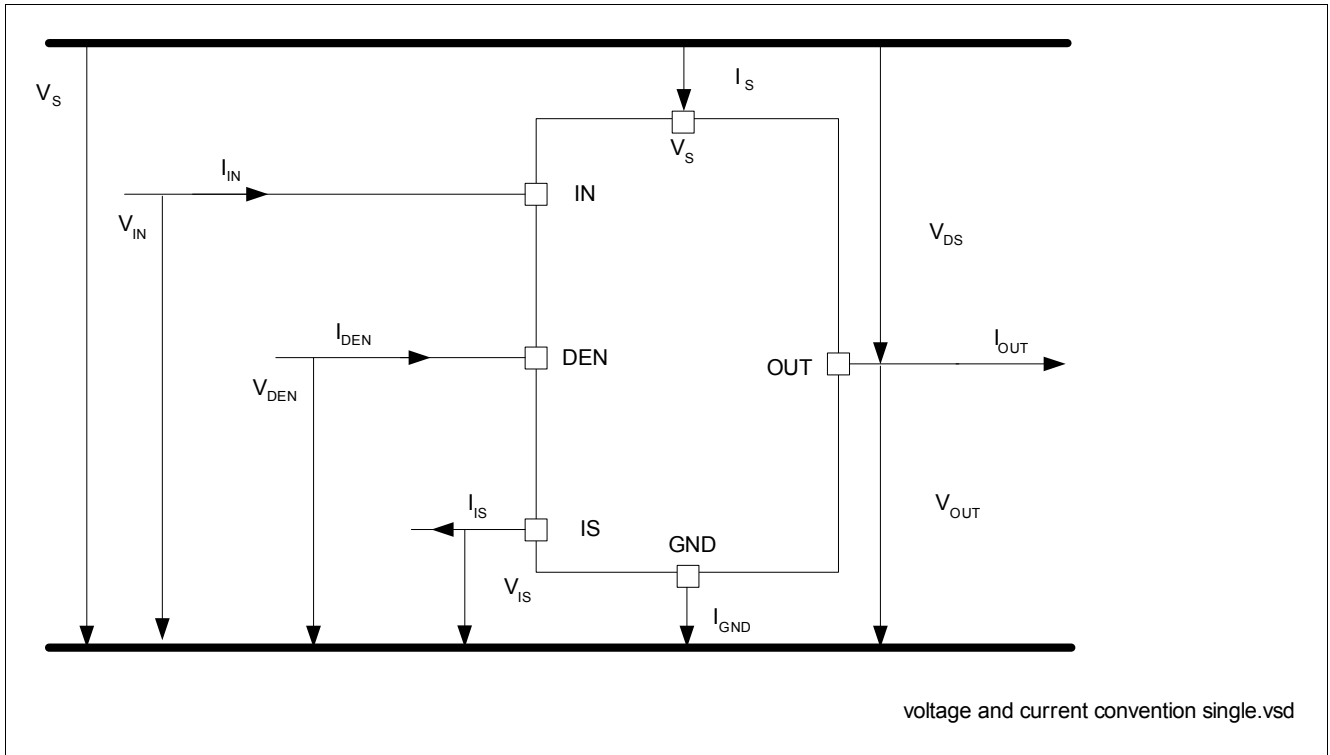 V_S
I_S
V_S
I_IN
IN
V_IN
V_DS
I_DEN
DEN
V_DEN
OUT
I_OUT
I_IS
IS
V_IS
GND
V_OUT
I_GND
voltage and current convention single.vsd